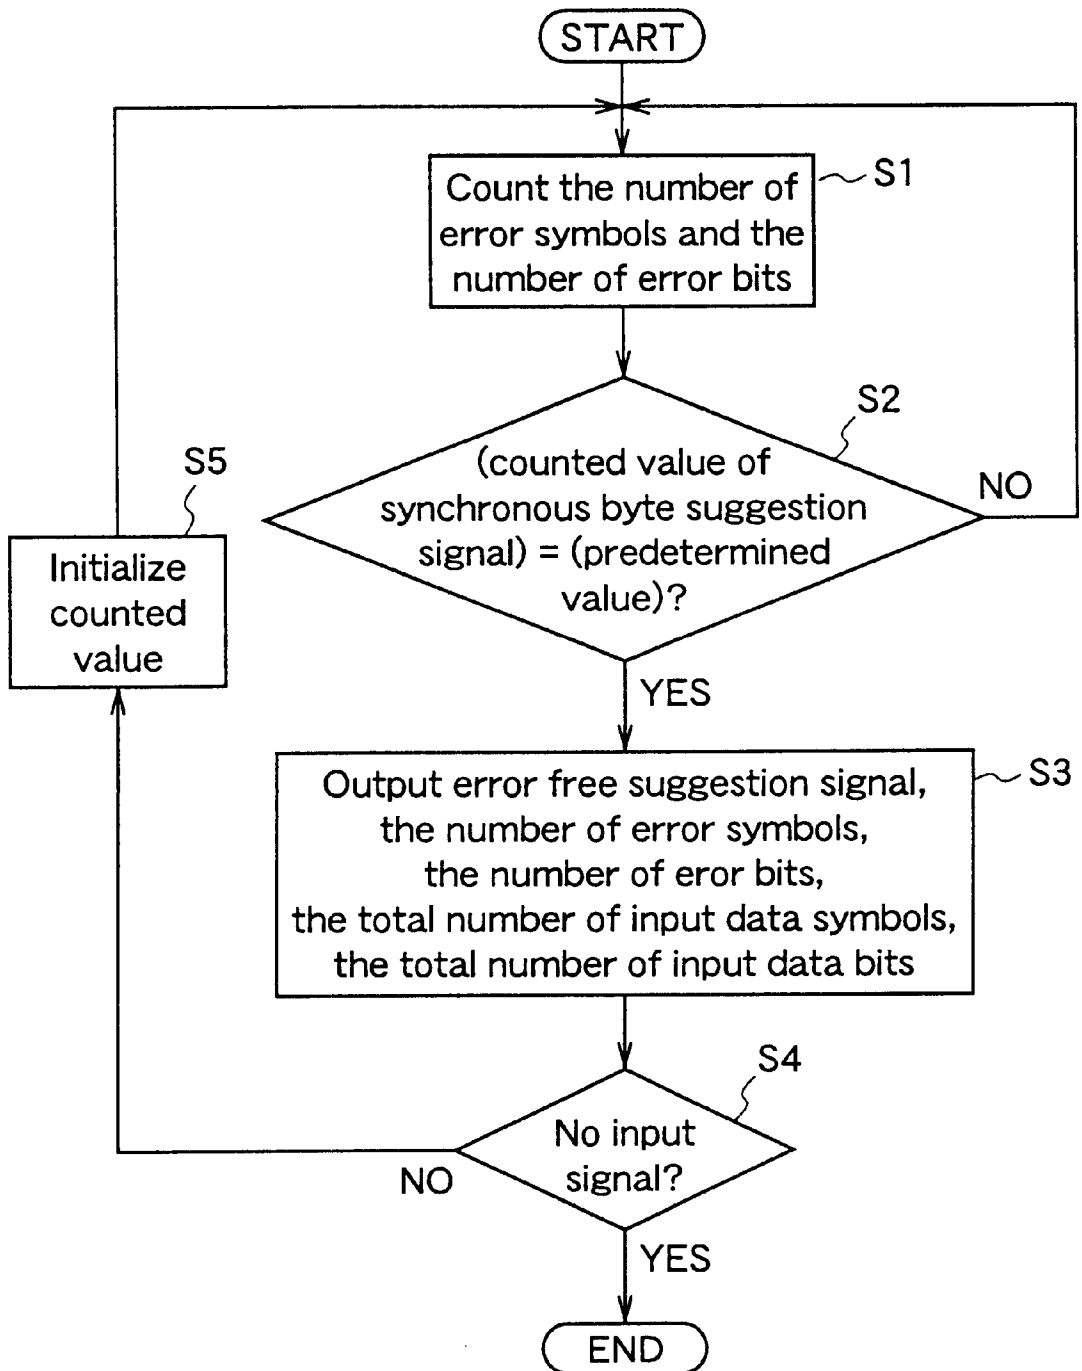 START
Count the number of
error symbols and the
number of error bits
S1
(counted value of
synchronous byte suggestion
signal) = (predetermined
value)?
S2
NO
YES
S5
Initialize
counted
value
Output error free suggestion signal,
the number of error symbols,
the number of eror bits,
the total number of input data symbols,
the total number of input data bits
S3
No input
signal?
S4
NO
YES
END